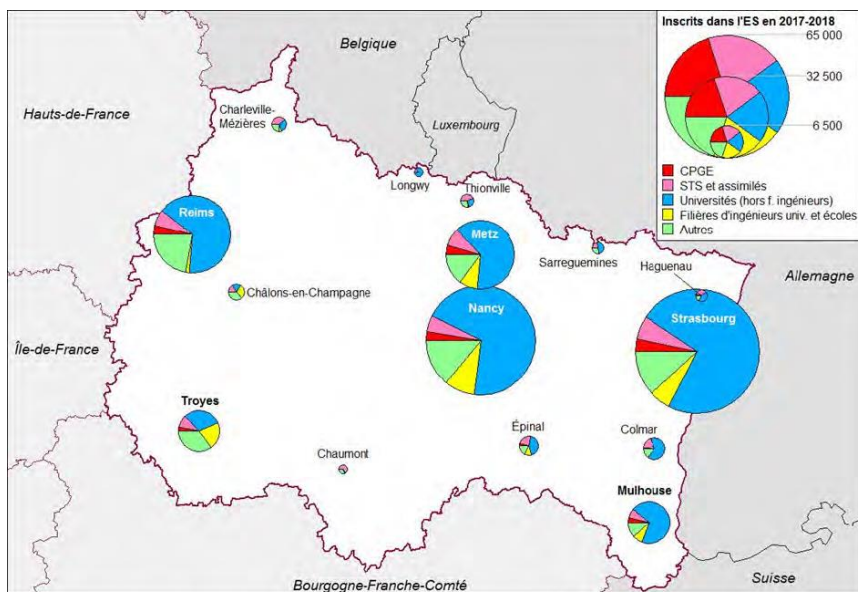 Inscrits dans l'ES en 2017-2018
65 000
32 500
6 500
CPGE
STS et assimilés
Universités (hors f. ingénieurs)
Filières d'ingénieurs univ. et écoles
Autres
Belgique
Hauts-de-France
Charleville-
Mézières
Luxembourg
Longwy
Thionville
Reims
Metz
Sarreguemines
Haguenau
Allemagne
Châlons-en-Champagne
Nancy
Strasbourg
Île-de-France
Troyes
Épinal
Colmar
Chaumont
Mulhouse
Bourgogne-Franche-Comté
Suisse